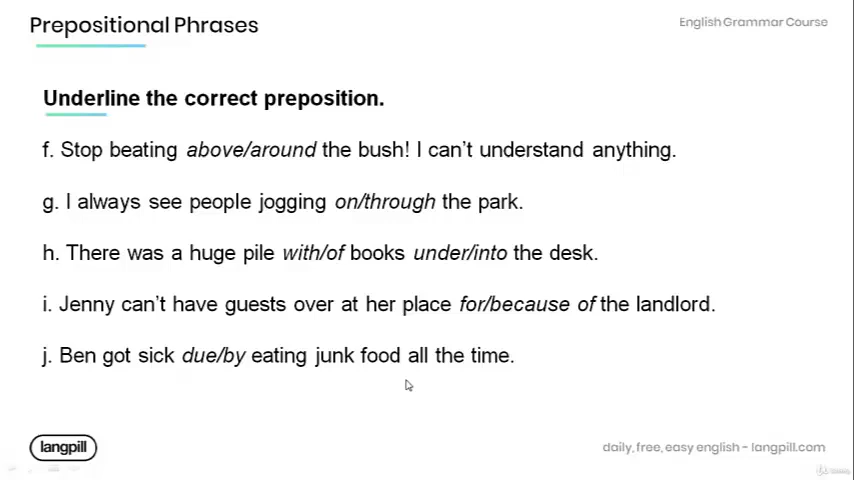 Prepositional Phrases
English Grammar Course
Underline the correct preposition.
f. Stop beating above/around the bush! I can't understand anything.
g. I always see people jogging on/through the park.
h. There was a huge pile with/of books under/into the desk.
i. Jenny can't have guests over at her place for/because of the landlord.
j. Ben got sick due/by eating junk food all the time.
langpill
daily, free, easy english - langpill.com
Udemy